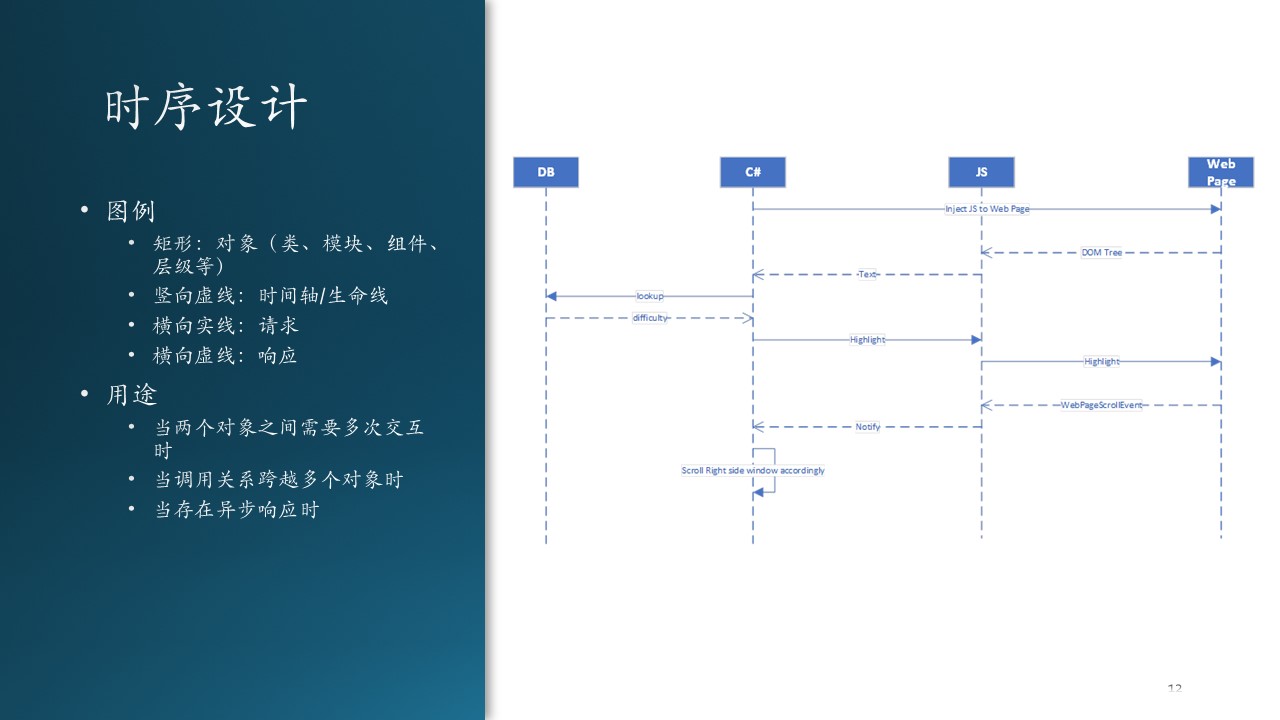 时序设计
• 图例
• 矩形：对象（类、模块、组件、
层级等）
• 竖向虚线：时间轴/生命线
• 横向实线：请求
• 横向虚线：响应
• 用途
• 当两个对象之间需要多次交互
时
• 当调用关系跨越多个对象时
• 当存在异步响应时
DB
C#
JS
Web
Page
Inject JS to Web Page
DOM Tree
Text
lookup
difficulty
Highlight
Highlight
WebPageScrollEvent
Notify
Scroll Right side window accordingly
12